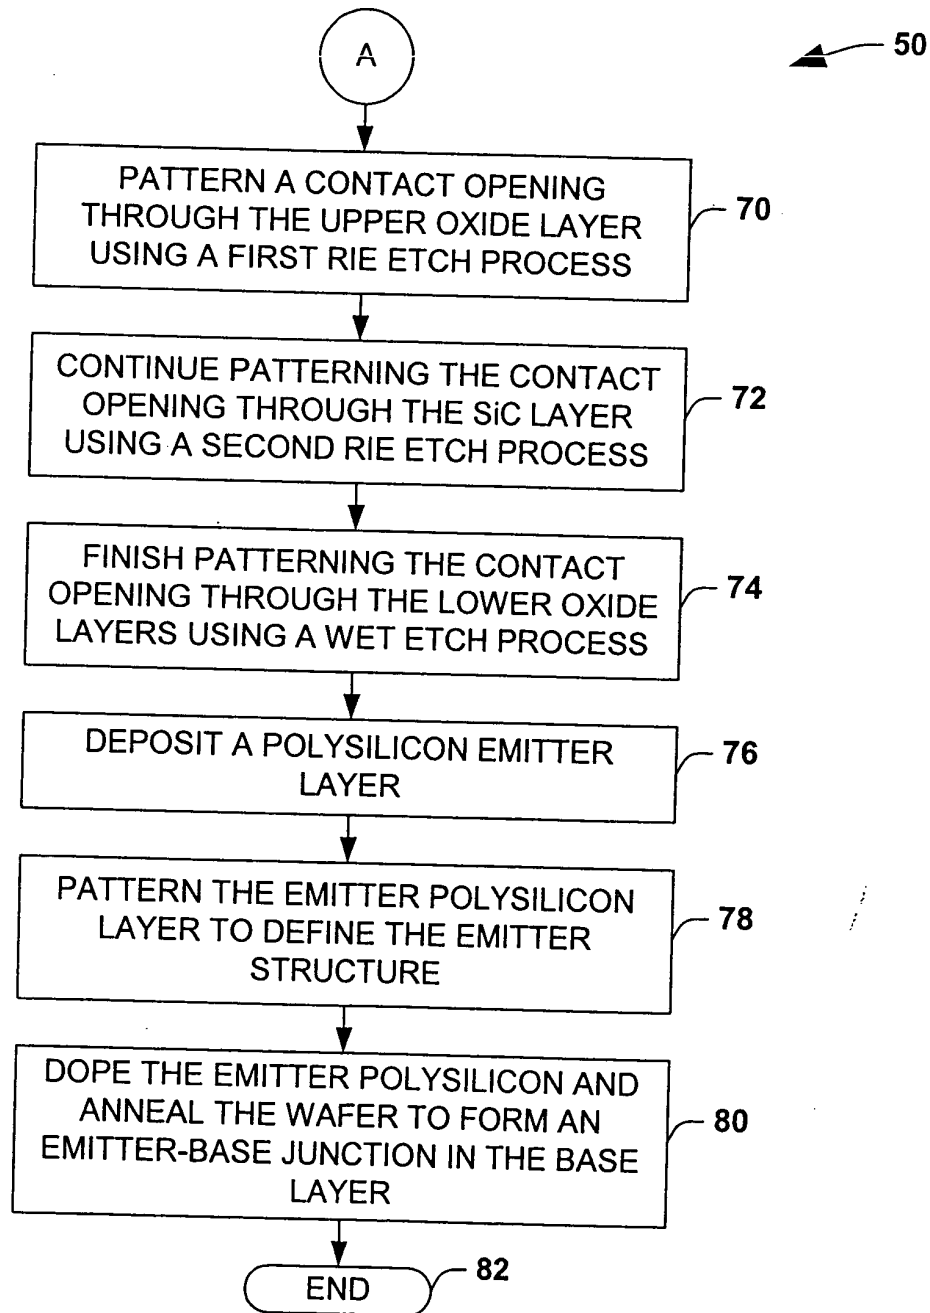 A
50
PATTERN A CONTACT OPENING
THROUGH THE UPPER OXIDE LAYER
USING A FIRST RIE ETCH PROCESS
70
CONTINUE PATTERNING THE CONTACT
OPENING THROUGH THE SiC LAYER
USING A SECOND RIE ETCH PROCESS
72
FINISH PATTERNING THE CONTACT
OPENING THROUGH THE LOWER OXIDE
LAYERS USING A WET ETCH PROCESS
74
DEPOSIT A POLYSILICON EMITTER
LAYER
76
PATTERN THE EMITTER POLYSILICON
LAYER TO DEFINE THE EMITTER
STRUCTURE
78
DOPE THE EMITTER POLYSILICON AND
ANNEAL THE WAFER TO FORM AN
EMITTER-BASE JUNCTION IN THE BASE
LAYER
80
END
82